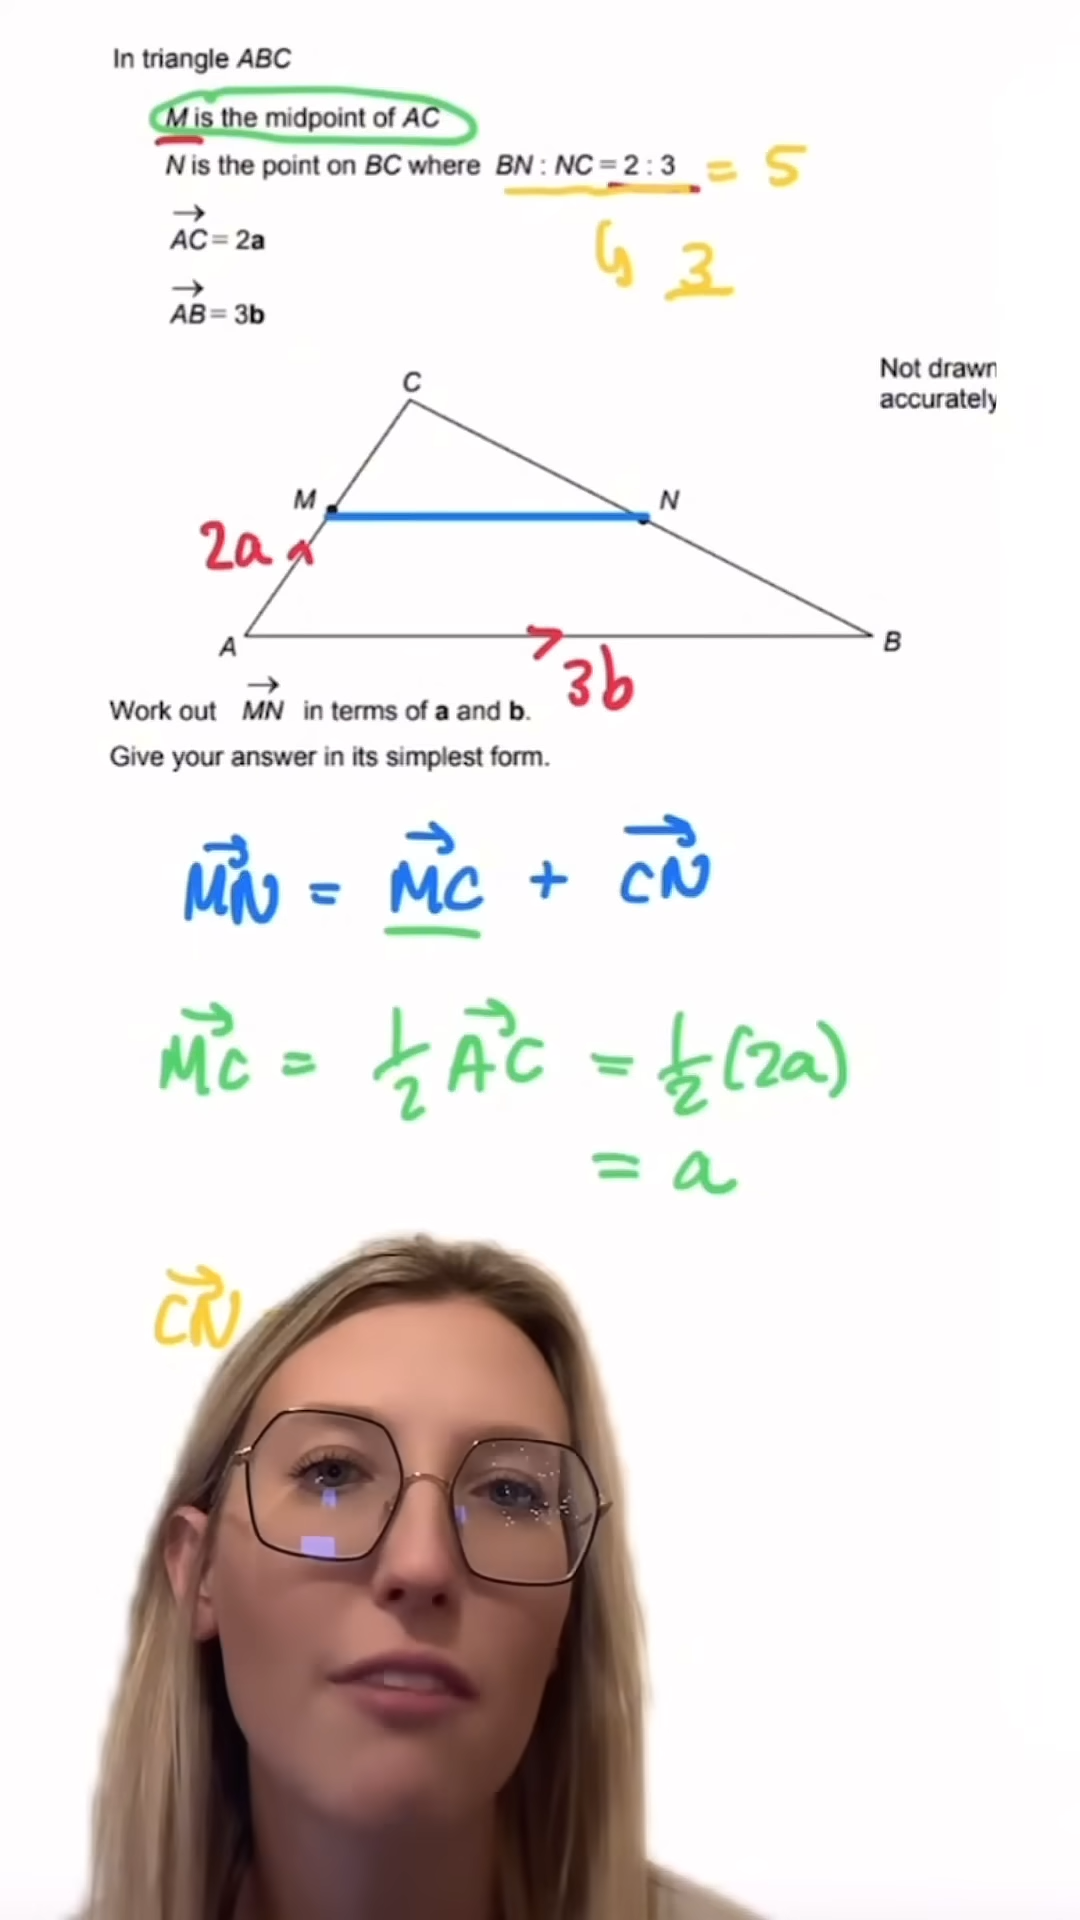 In triangle ABC
M is the midpoint of AC
N is the point on BC where BN : NC = 2 : 3 = 5
3
AC = 2a
AB = 3b
Not drawn
accurately
C
M
N
2a
A
B
3b
Work out MN in terms of a and b.
Give your answer in its simplest form.
MN = MC + CN
MC = 1/2 AC = 1/2 (2a)
= a
CN